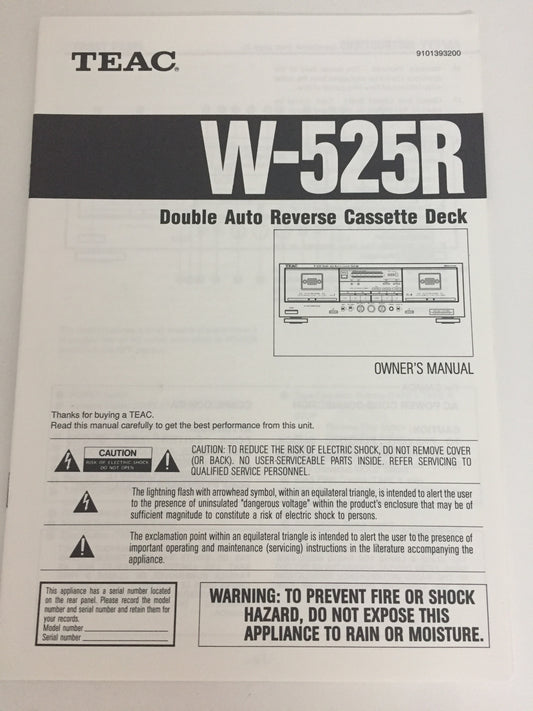 TEAC®
9101393200
W-525R
Double Auto Reverse Cassette Deck
TEAC
OWNER'S MANUAL
Thanks for buying a TEAC.
Read this manual carefully to get the best performance from this unit.
CAUTION
RISK OF ELECTRIC SHOCK
DO NOT OPEN
CAUTION: TO REDUCE THE RISK OF ELECTRIC SHOCK, DO NOT REMOVE COVER
(OR BACK). NO USER-SERVICEABLE PARTS INSIDE. REFER SERVICING TO
QUALIFIED SERVICE PERSONNEL.
The lightning flash with arrowhead symbol, within an equilateral triangle, is intended to alert the user
to the presence of uninsulated "dangerous voltage" within the product's enclosure that may be of
sufficient magnitude to constitute a risk of electric shock to persons.
The exclamation point within an equilateral triangle is intended to alert the user to the presence of
important operating and maintenance (servicing) instructions in the literature accompanying the
appliance.
This appliance has a serial number located
on the rear panel. Please record the model
number and serial number and retain them for
your records.
Model number
Serial number
WARNING: TO PREVENT FIRE OR SHOCK
HAZARD, DO NOT EXPOSE THIS
APPLIANCE TO RAIN OR MOISTURE.